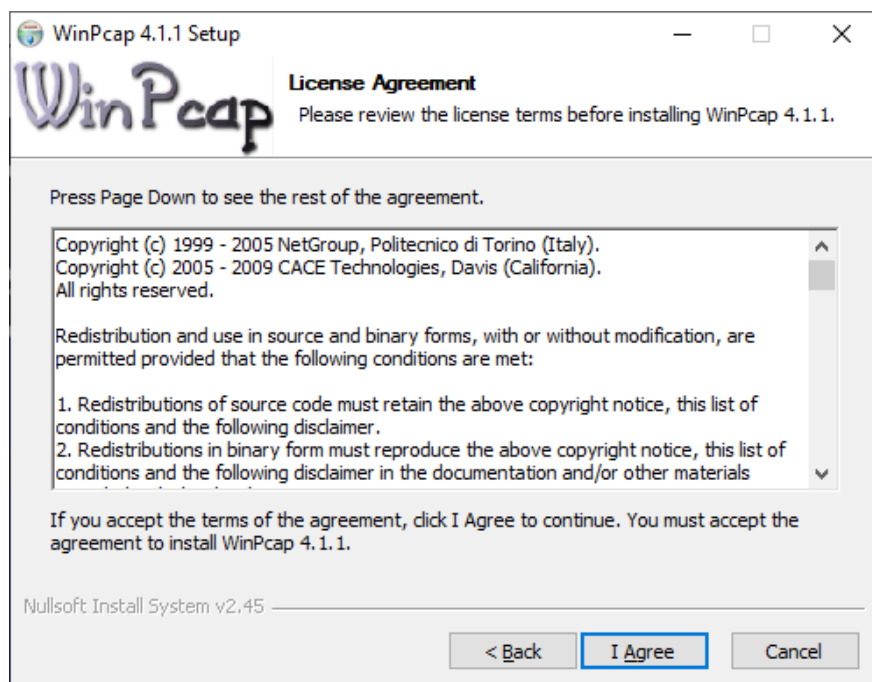 WinPcap 4.1.1 Setup
WinPcap
License Agreement
Please review the license terms before installing WinPcap 4.1.1.
Press Page Down to see the rest of the agreement.
Copyright (c) 1999 - 2005 NetGroup, Politecnico di Torino (Italy).
Copyright (c) 2005 - 2009 CACE Technologies, Davis (California).
All rights reserved.
Redistribution and use in source and binary forms, with or without modification, are
permitted provided that the following conditions are met:
1. Redistributions of source code must retain the above copyright notice, this list of
conditions and the following disclaimer.
2. Redistributions in binary form must reproduce the above copyright notice, this list of
conditions and the following disclaimer in the documentation and/or other materials
If you accept the terms of the agreement, click I Agree to continue. You must accept the
agreement to install WinPcap 4.1.1.
Nullsoft Install System v2.45
< Back
I Agree
Cancel